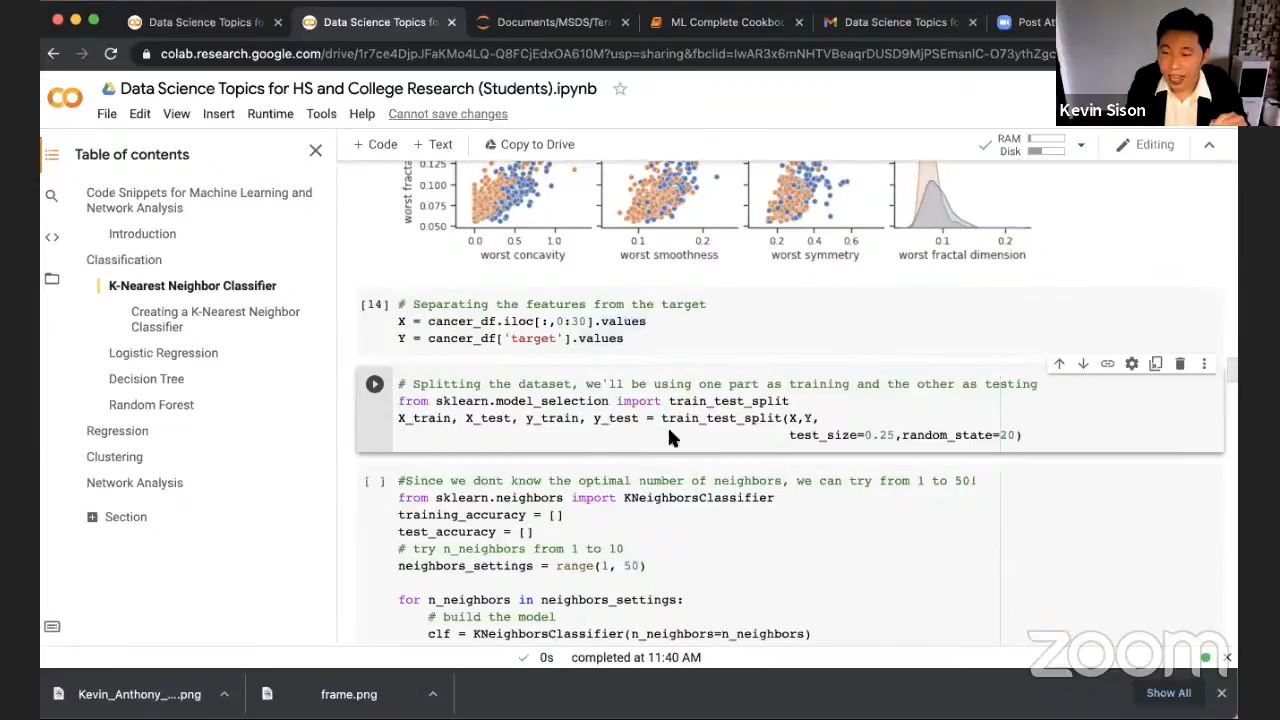 Data Science Topics fo
Data Science Topics fo
Documents/MSDS/Ter
ML Complete Cookbo
Data Science Topics fo
Post At
colab.research.google.com/drive/1r7ce4DjpJFaKMo4LQ-Q8FCjEdxOA610M?usp=sharing&fbclid=IwAR3x6mNHTVBeaqrDUSD9MjPSEmsnIC-O73ythZgc
Kevin Sison
Data Science Topics for HS and College Research (Students).ipynb
File Edit View Insert Runtime Tools Help Cannot save changes
Table of contents
+ Code + Text Copy to Drive
RAM
Disk
Editing
Code Snippets for Machine Learning and
Network Analysis
Introduction
Classification
K-Nearest Neighbor Classifier
Creating a K-Nearest Neighbor
Classifier
Logistic Regression
Decision Tree
Random Forest
Regression
Clustering
Network Analysis
Section
worst fracta
0.125
0.100
0.075
0.050
0.0 0.5 1.0
0.1 0.2
0.2 0.4 0.6
0.1 0.2
worst concavity
worst smoothness
worst symmetry
worst fractal dimension
[14] # Separating the features from the target
X = cancer_df.iloc[:,0:30].values
Y = cancer_df['target'].values
# Splitting the dataset, we'll be using one part as training and the other as testing
from sklearn.model_selection import train_test_split
X_train, X_test, y_train, y_test = train_test_split(X,Y,
test_size=0.25,random_state=20)
[ ] #Since we dont know the optimal number of neighbors, we can try from 1 to 50!
from sklearn.neighbors import KNeighborsClassifier
training_accuracy = []
test_accuracy = []
# try n_neighbors from 1 to 10
neighbors_settings = range(1, 50)
for n_neighbors in neighbors_settings:
# build the model
clf = KNeighborsClassifier(n_neighbors=n_neighbors)
0s completed at 11:40 AM
zoom
Kevin_Anthony_....png
frame.png
Show All